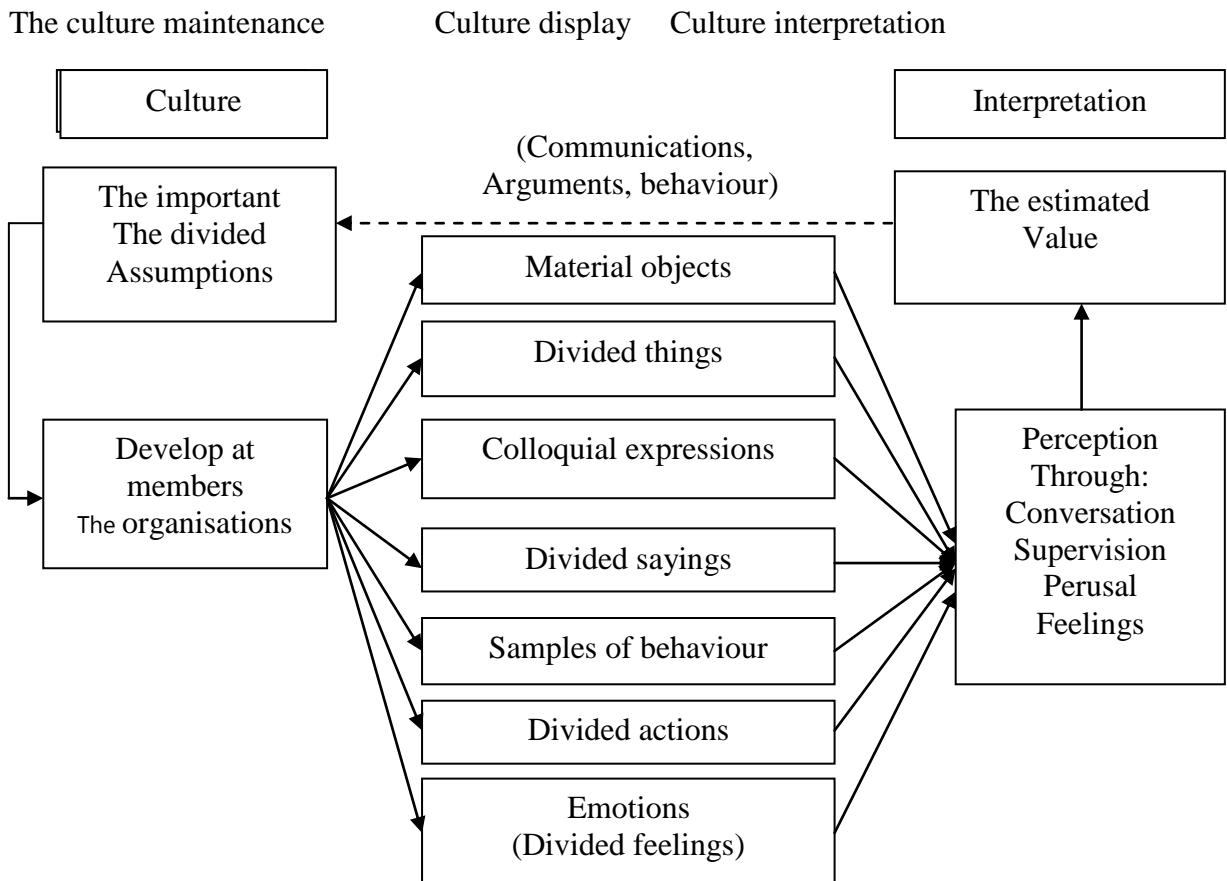 The culture maintenance
Culture display
Culture interpretation
Culture
Interpretation
The important
The divided
Assumptions
(Communications,
Arguments, behaviour)
The estimated
Value
Develop at
members
The organisations
Material objects
Divided things
Colloquial expressions
Divided sayings
Samples of behaviour
Divided actions
Emotions
(Divided feelings)
Perception
Through:
Conversation
Supervision
Perusal
Feelings